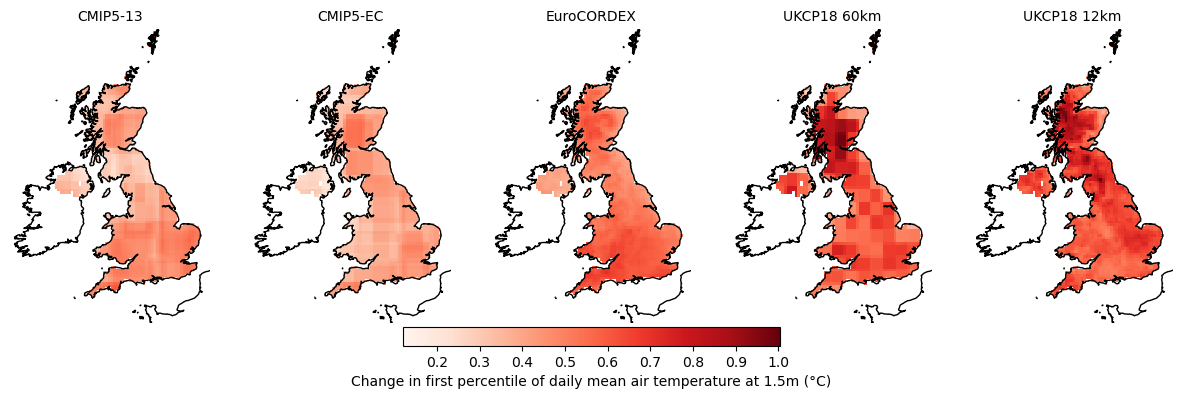 CMIP5-13 CMIP5-EC EuroCORDEX UKCP18 60km UKCP18 12km
0.2 0.3 0.4 0.5 0.6 0.7 0.8 0.9 1.0
Change in first percentile of daily mean air temperature at 1.5m (°C)